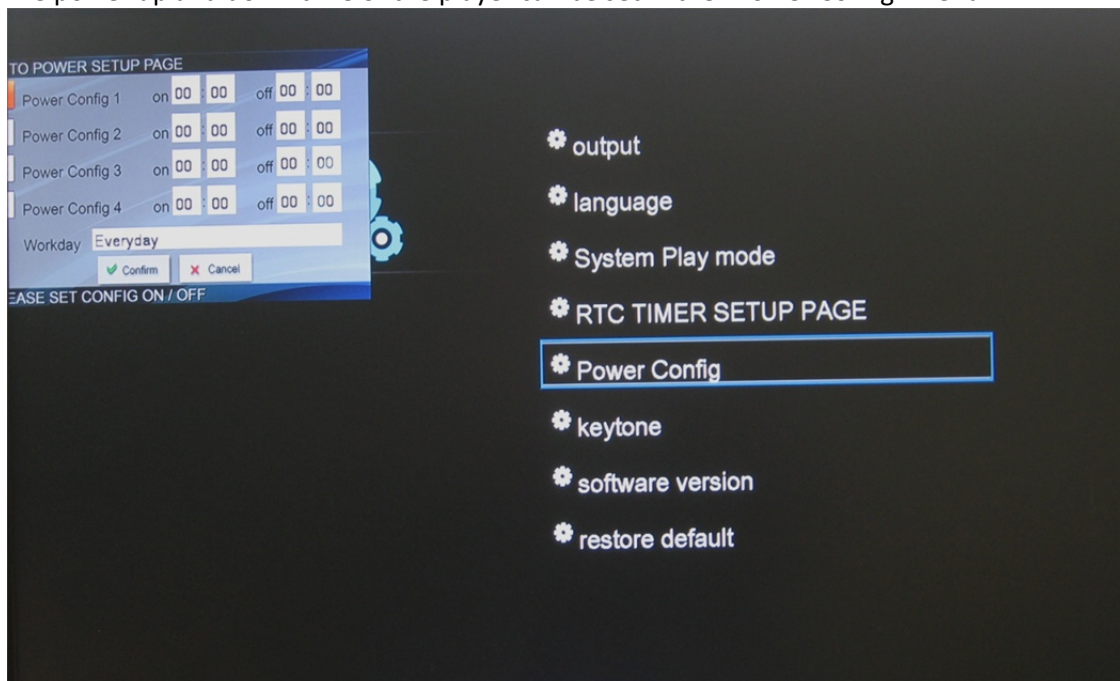 TO POWER SETUP PAGE
Power Config 1 on 00 : 00 off 00 : 00
Power Config 2 on 00 : 00 off 00 : 00
Power Config 3 on 00 : 00 off 00 : 00
Power Config 4 on 00 : 00 off 00 : 00
Workday Everyday
Confirm Cancel
EASE SET CONFIG ON / OFF
output
language
System Play mode
RTC TIMER SETUP PAGE
Power Config
keytone
software version
restore default